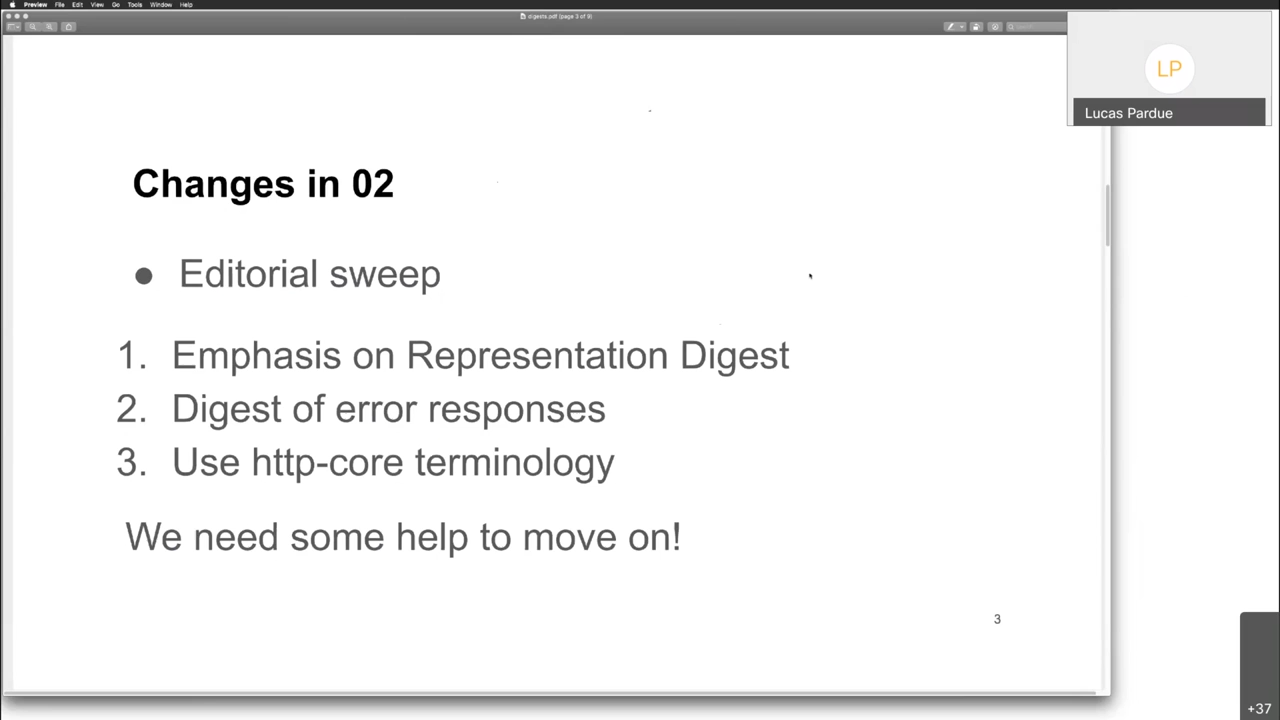 Preview File Edit View Go Tools Window Help
digests.pdf (page 3 of 9)
LP
Lucas Pardue
Changes in 02
● Editorial sweep
1. Emphasis on Representation Digest
2. Digest of error responses
3. Use http-core terminology
We need some help to move on!
3
+37